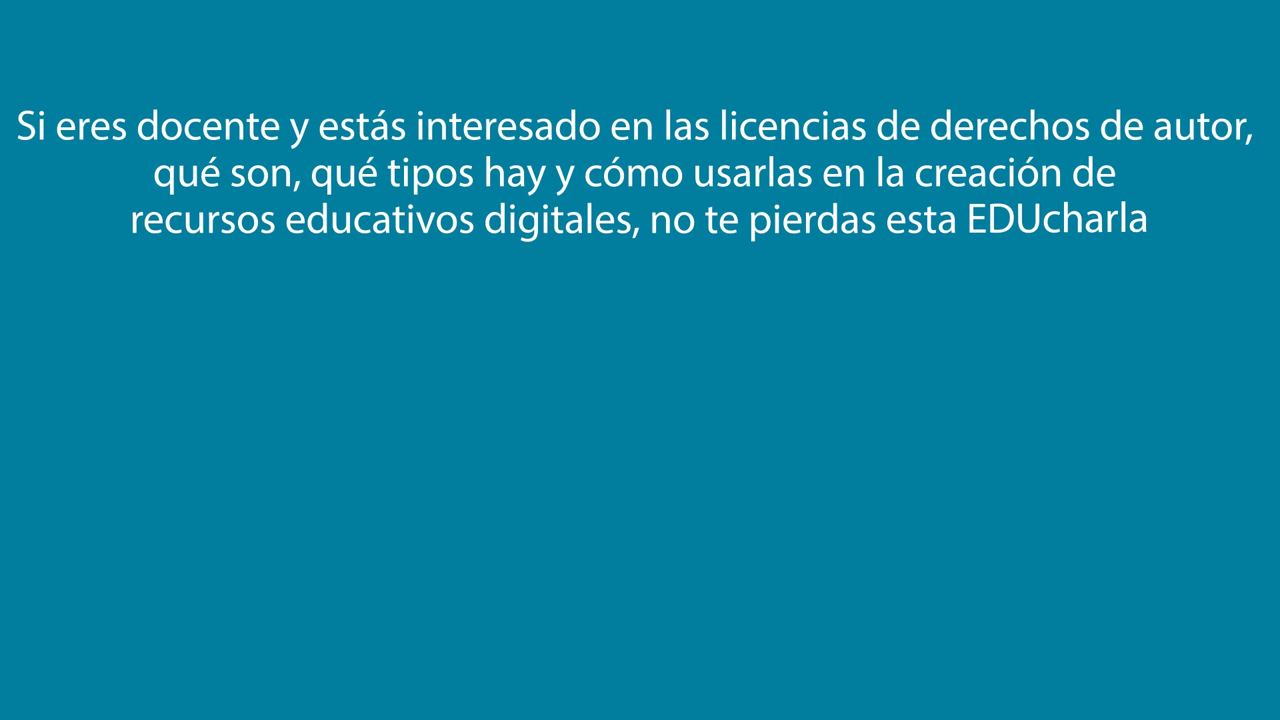 Si eres docente y estás interesado en las licencias de derechos de autor,
qué son, qué tipos hay y cómo usarlas en la creación de
recursos educativos digitales, no te pierdas esta EDUcharla